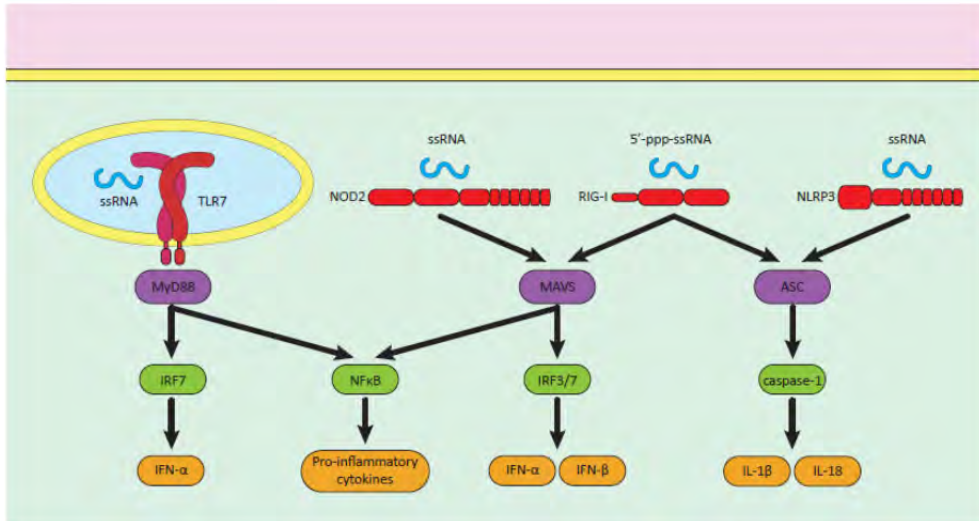 ssRNA
5'-ppp-ssRNA
ssRNA
ssRNA
TLR7
NOD2
RIG-I
NLRP3
MyD88
MAVS
ASC
IRF7
NFκB
IRF3/7
caspase-1
IFN-α
Pro-inflammatory
cytokines
IFN-α
IFN-β
IL-1β
IL-18